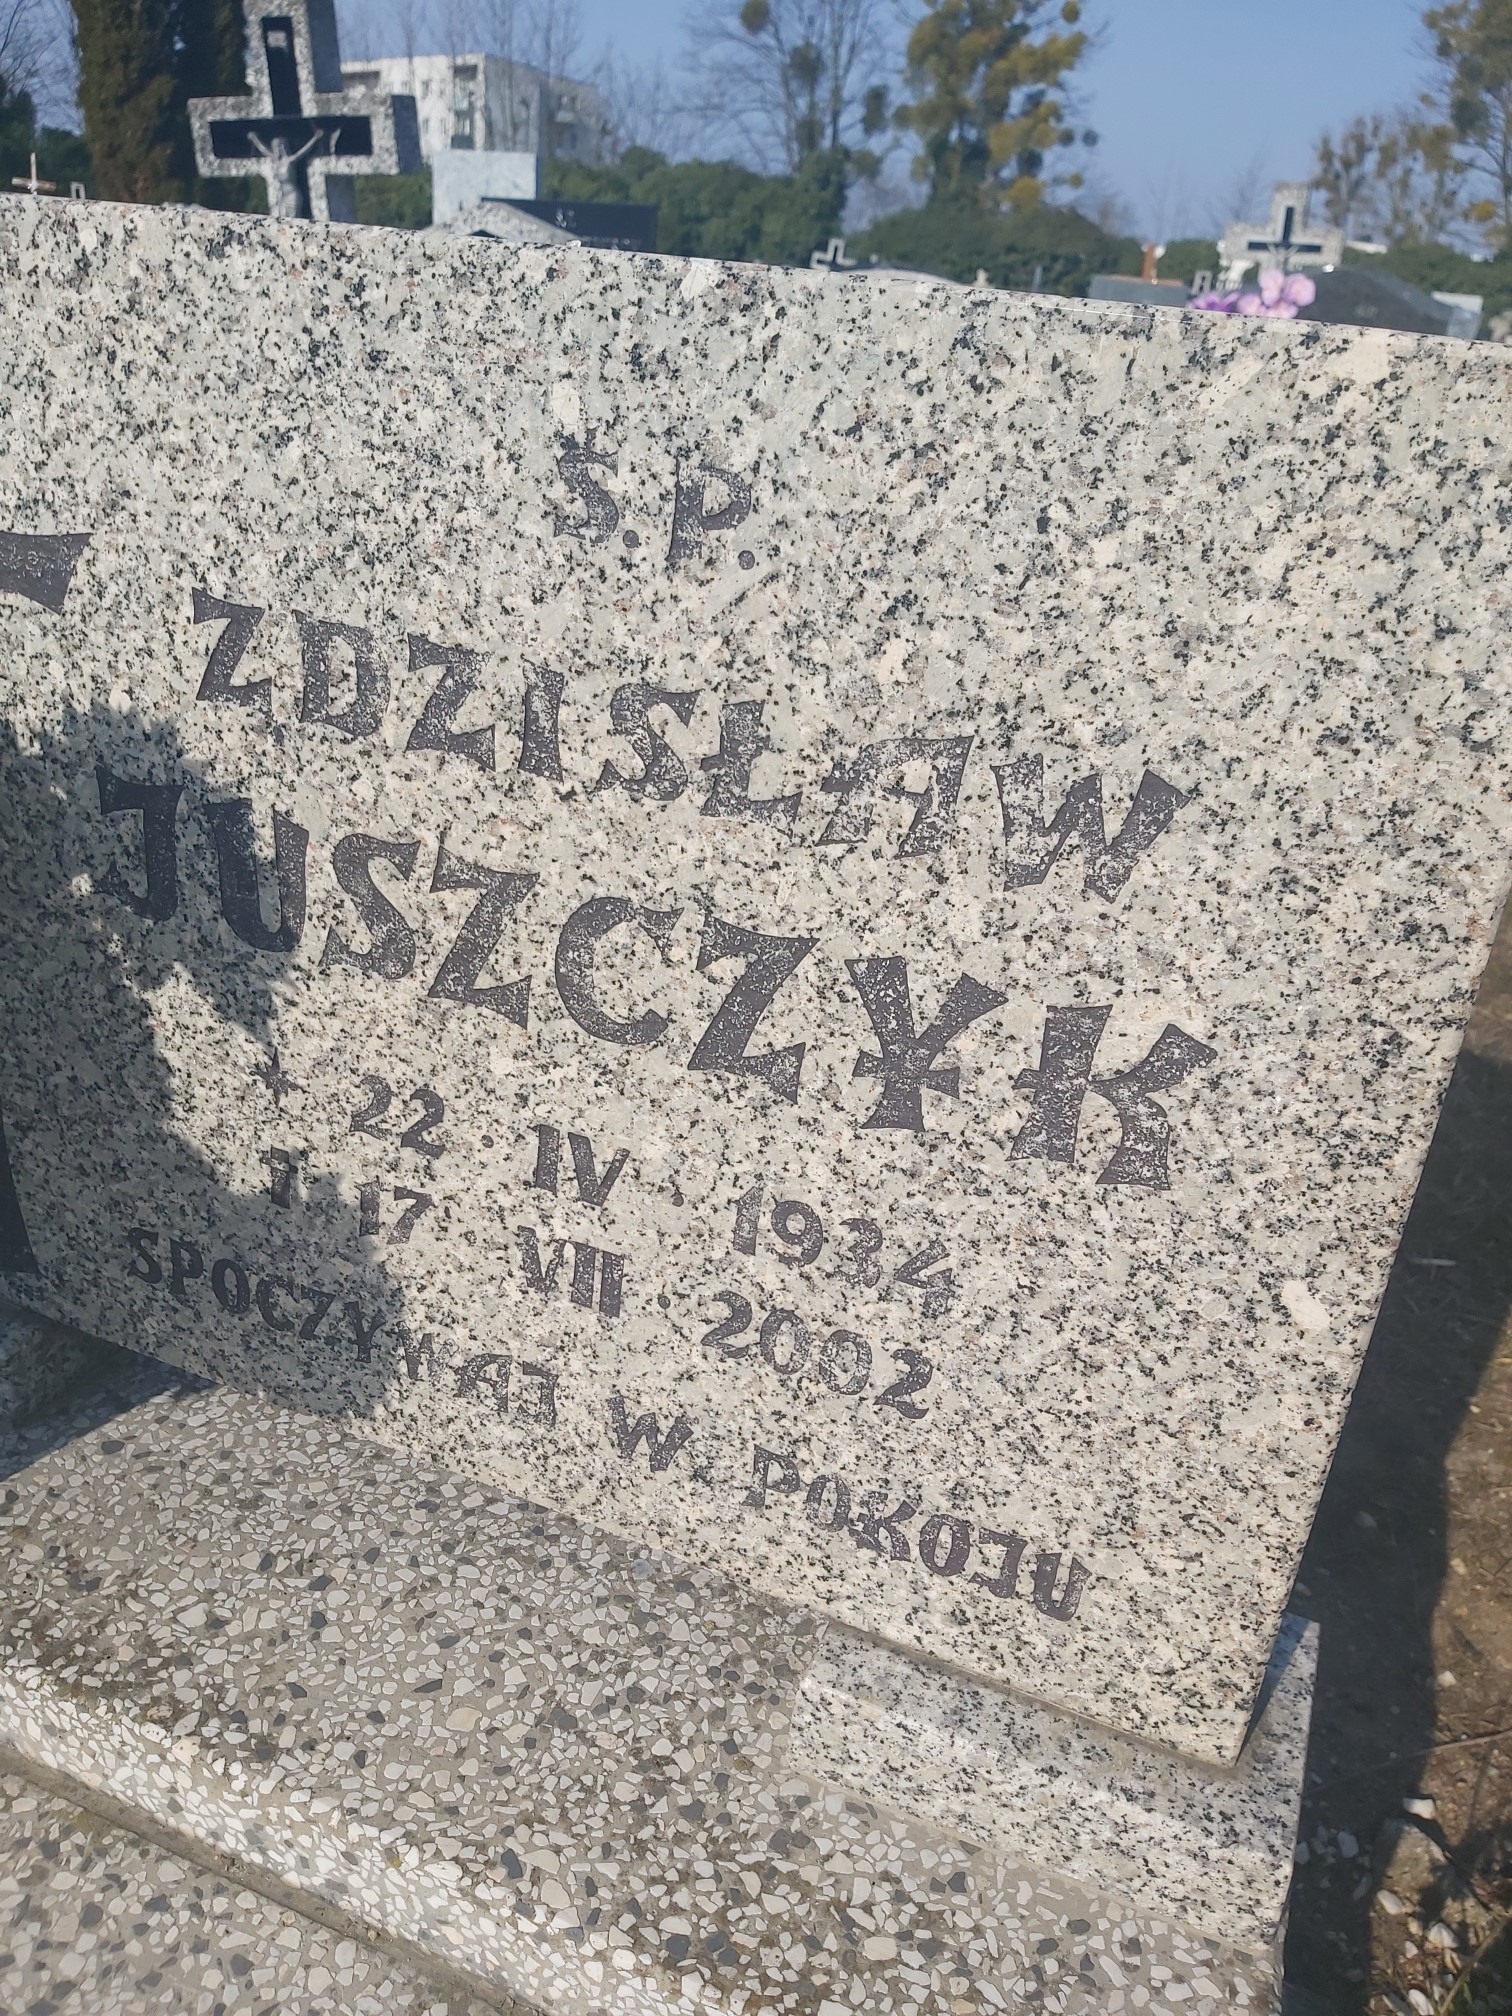 Ś.P.
ZDZISŁAW
JUSZCZYK
* 22. IV. 1934
† 17 VII. 2002
SPOCZYWAJ W POKOJU